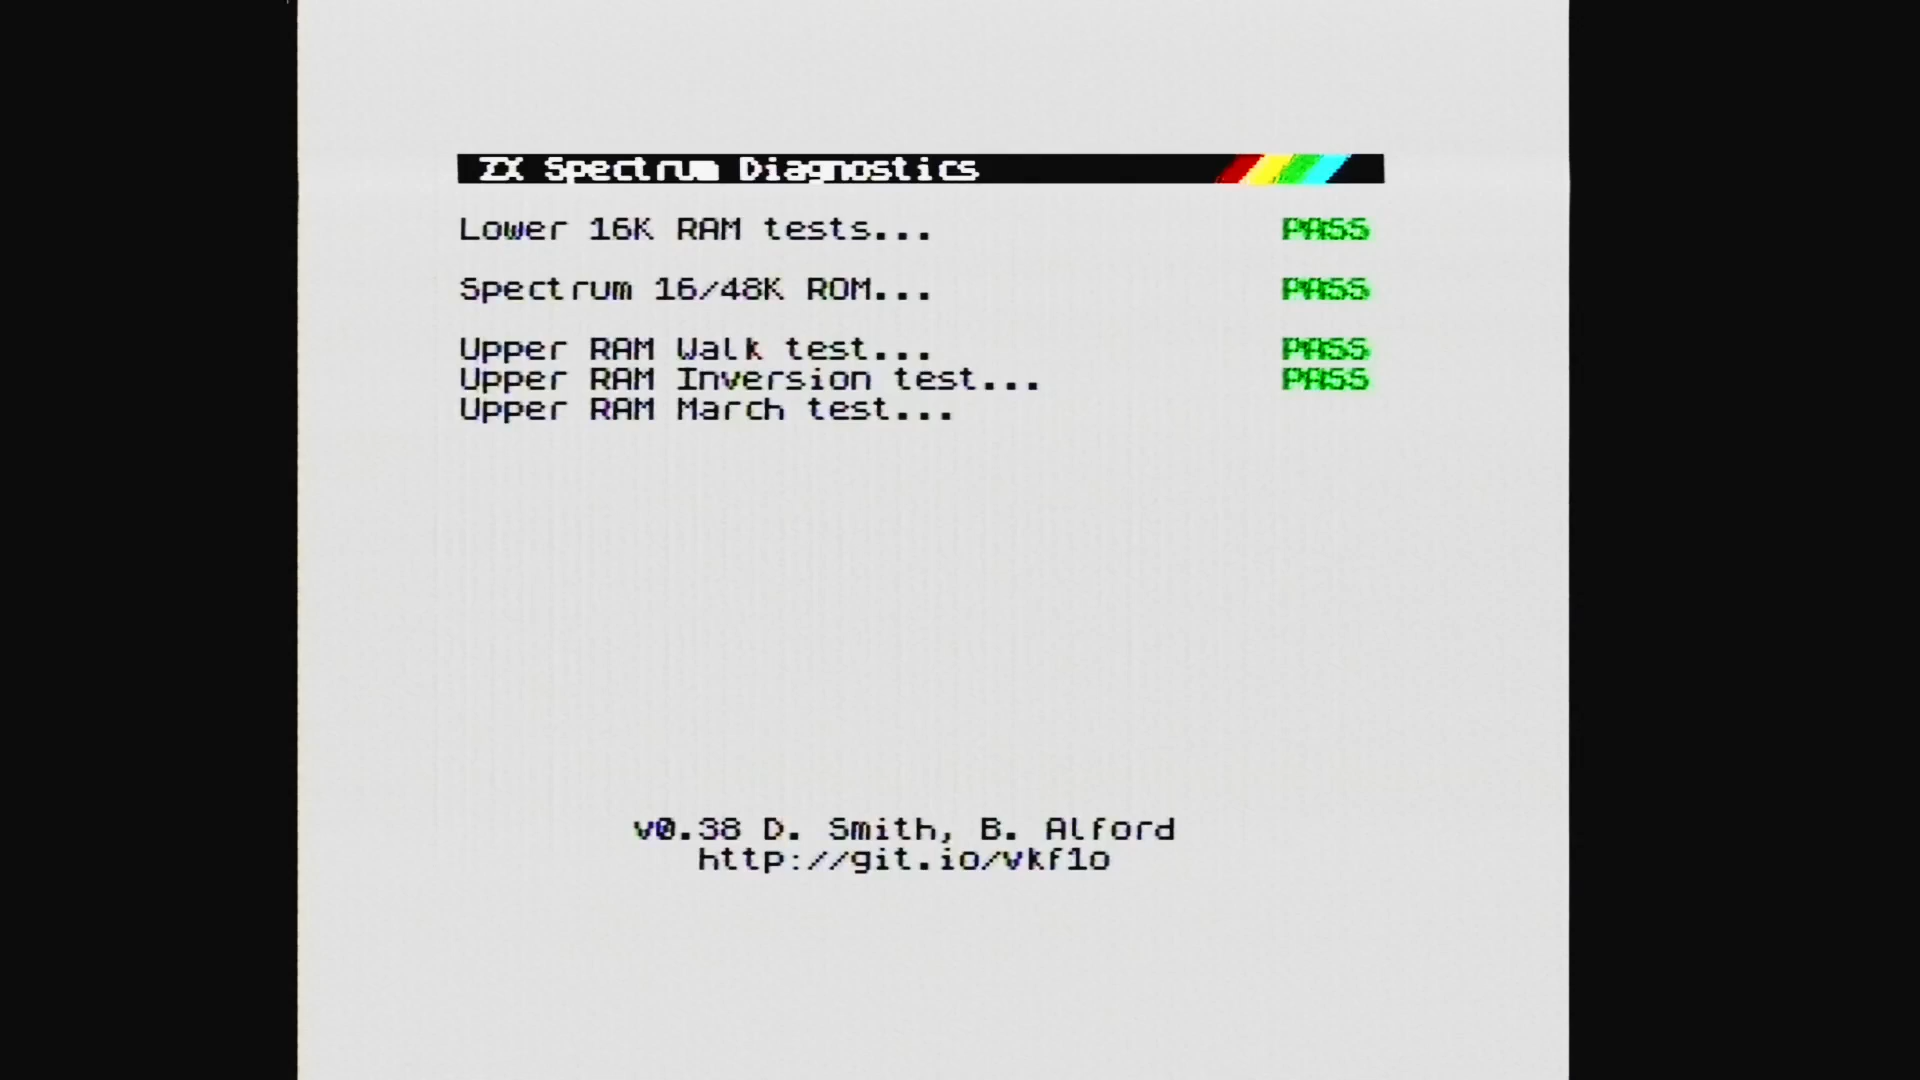 ZX Spectrum Diagnostics
Lower 16K RAM tests... PASS
Spectrum 16/48K ROM... PASS
Upper RAM Walk test... PASS
Upper RAM Inversion test... PASS
Upper RAM March test...
v0.38 D. Smith, B. Alford
http://git.io/vkf1o